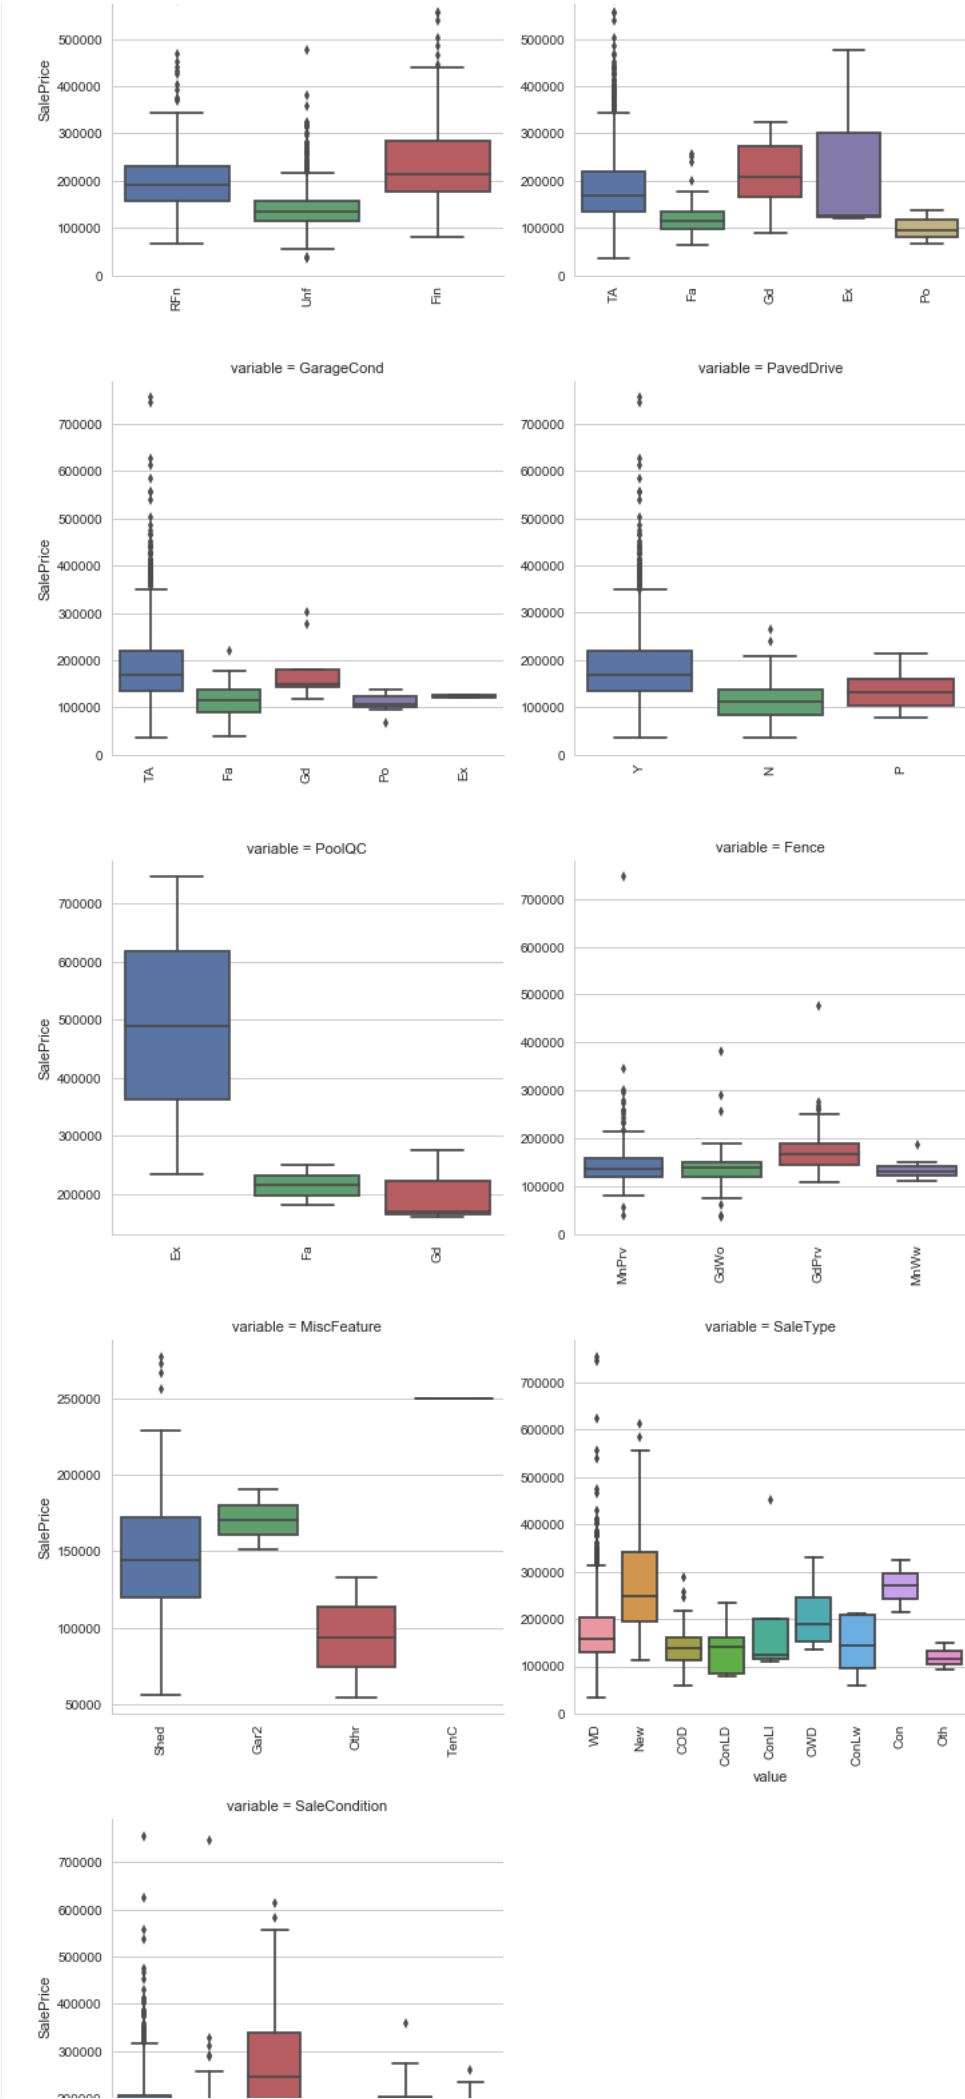 500000
400000
300000
200000
100000
0
SalePrice
RFn
Unf
Fin
500000
400000
300000
200000
100000
0
TA
Fa
Gd
Ex
Po
variable = GarageCond
700000
600000
500000
400000
300000
200000
100000
0
SalePrice
TA
Fa
Gd
Po
Ex
variable = PavedDrive
700000
600000
500000
400000
300000
200000
100000
0
Y
N
P
variable = PoolQC
700000
600000
500000
400000
300000
200000
SalePrice
Ex
Fa
Gd
variable = Fence
700000
600000
500000
400000
300000
200000
100000
0
MnPrv
GdWo
GdPrv
MnWw
variable = MiscFeature
250000
200000
150000
100000
50000
SalePrice
Shed
Gar2
Othr
TenC
variable = SaleType
700000
600000
500000
400000
300000
200000
100000
0
WD
New
COD
ConLD
ConLI
CWD
ConLw
Con
Oth
value
variable = SaleCondition
700000
600000
500000
400000
300000
200000
SalePrice